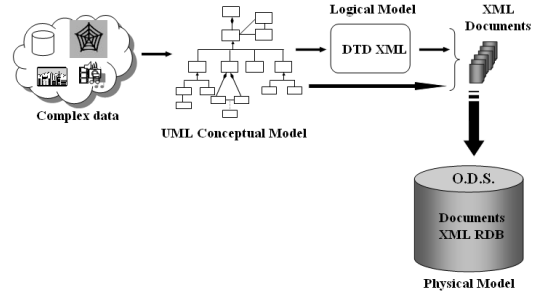 Logical Model
XML
Documents
DTD XML
Complex data
UML Conceptual Model
O.D.S.
Documents
XML RDB
Physical Model